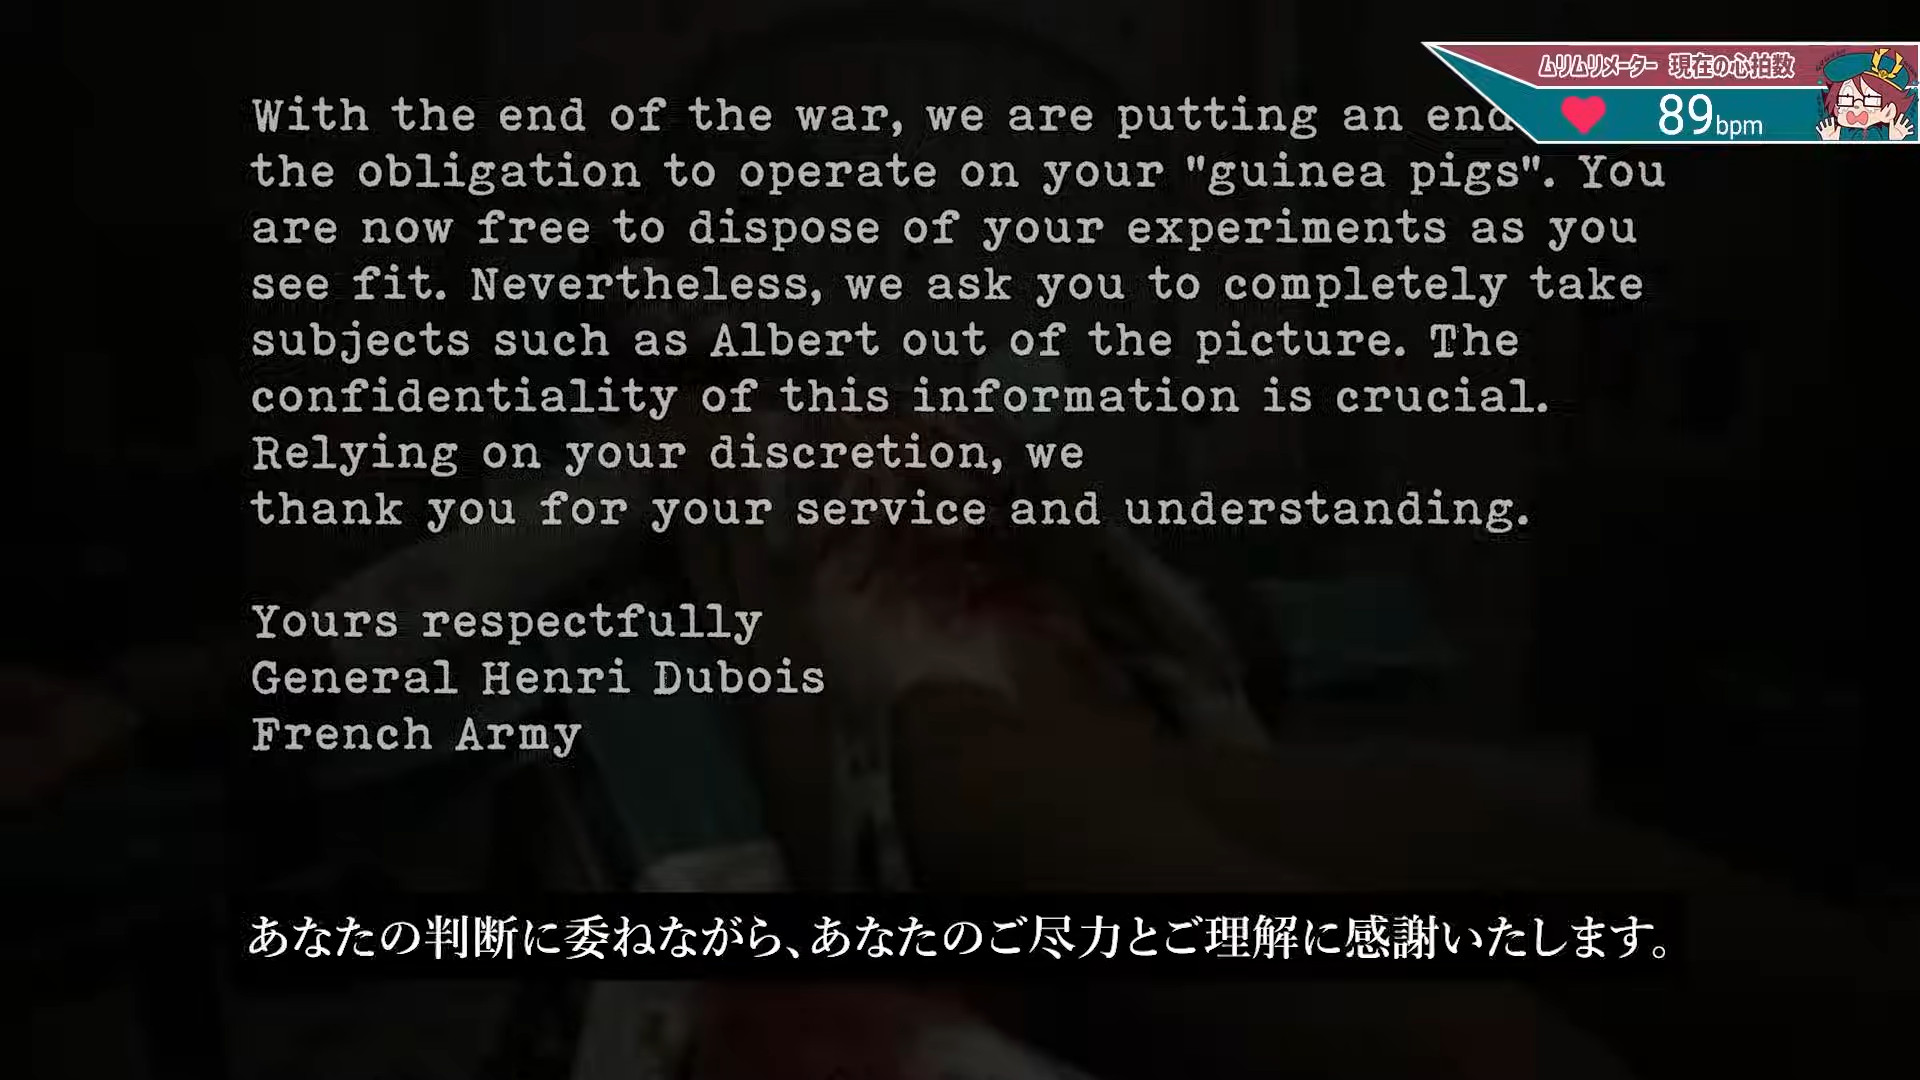 ムリムリメーター 現在の心拍数
89bpm
With the end of the war, we are putting an end
the obligation to operate on your "guinea pigs". You
are now free to dispose of your experiments as you
see fit. Nevertheless, we ask you to completely take
subjects such as Albert out of the picture. The
confidentiality of this information is crucial.
Relying on your discretion, we
thank you for your service and understanding.
Yours respectfully
General Henri Dubois
French Army
あなたの判断に委ねながら、あなたのご尽力とご理解に感謝いたします。